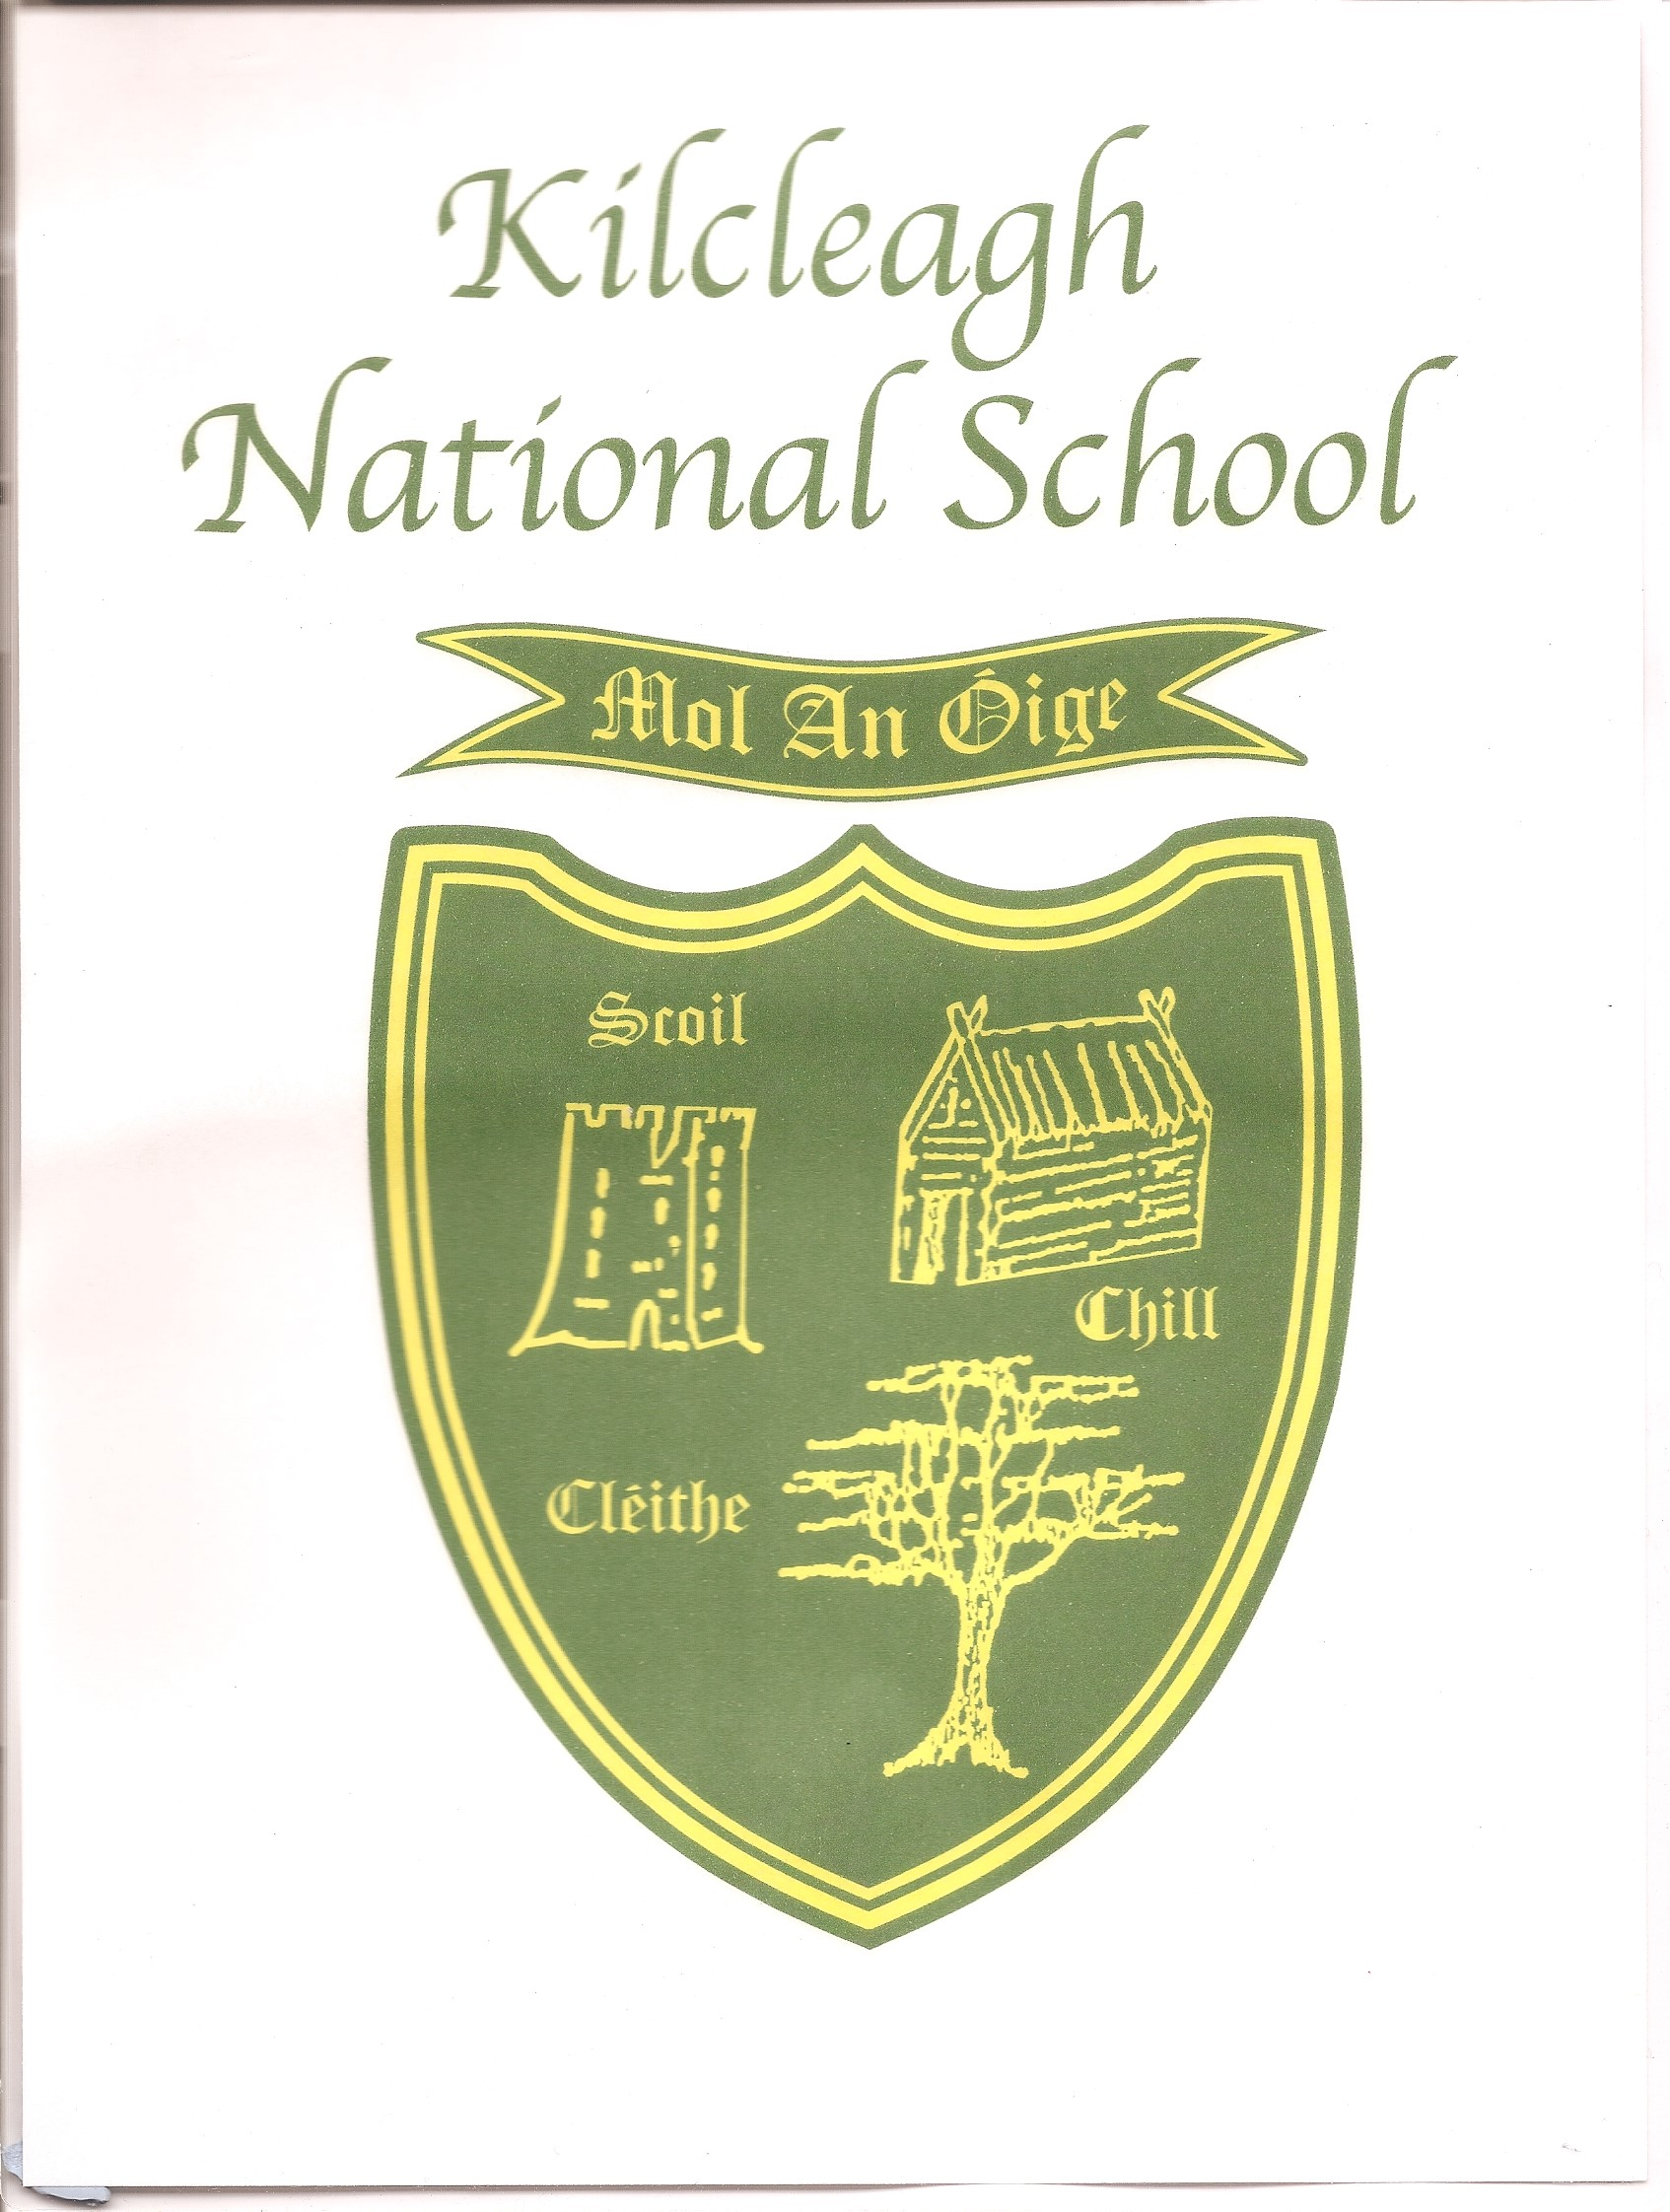 Kilcleagh
National School
Mol An Óige
Scoil
Chill
Cléithe